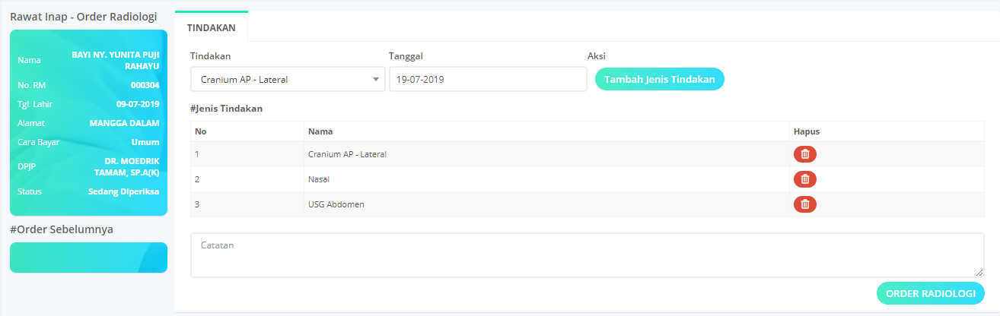 Rawat Inap - Order Radiologi
Nama BAYI NY. YUNITA PUJI
RAHAYU
No. RM 000304
Tgl. Lahir 09-07-2019
Alamat MANGGA DALAM
Cara Bayar Umum
DPJP DR. MOEDRIK
TAMAM, SP.A(K)
Status Sedang Diperiksa
#Order Sebelumnya
TINDAKAN
Tindakan Tanggal Aksi
Cranium AP - Lateral 19-07-2019 Tambah Jenis Tindakan
#Jenis Tindakan
No Nama Hapus
1 Cranium AP - Lateral
2 Nasal
3 USG Abdomen
Catatan
ORDER RADIOLOGI